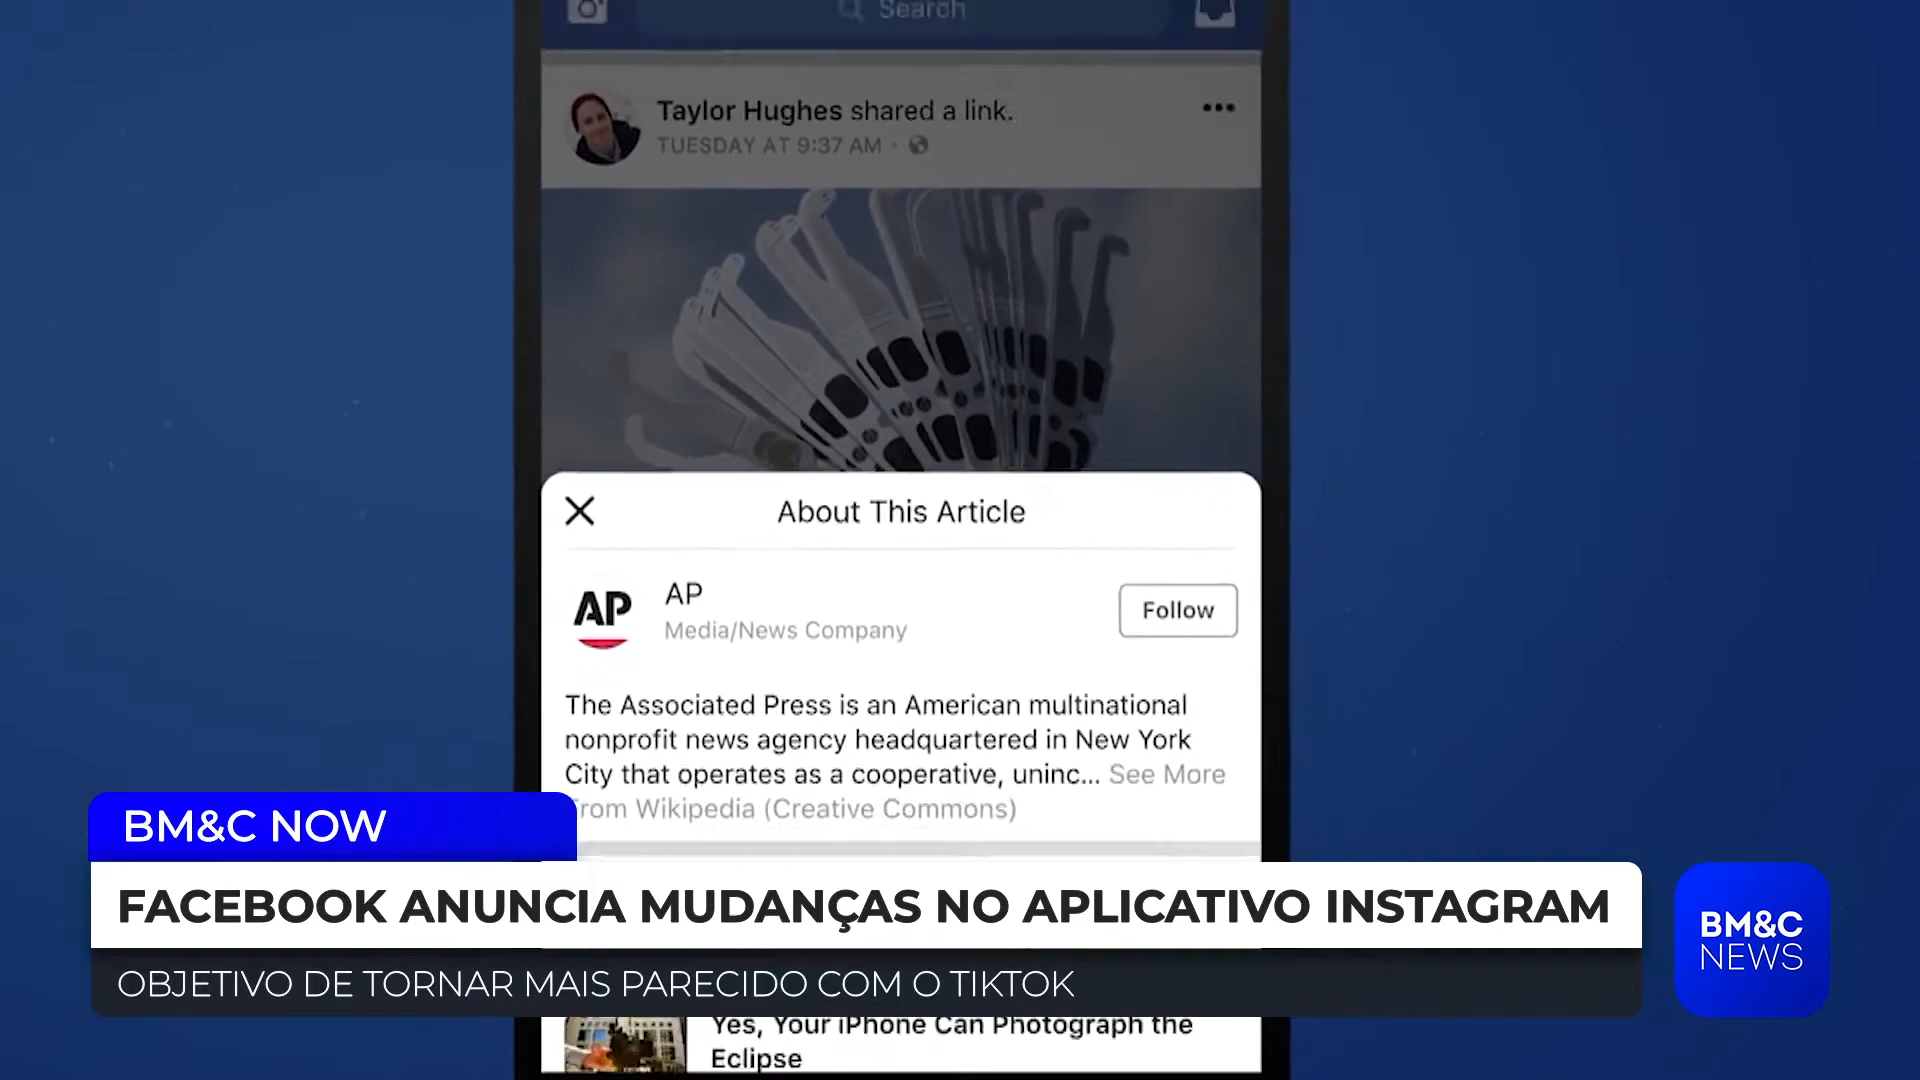 Search
Taylor Hughes shared a link.
TUESDAY AT 9:37 AM ·
About This Article
AP
AP
Media/News Company
Follow
The Associated Press is an American multinational
nonprofit news agency headquartered in New York
City that operates as a cooperative, uninc... See More
from Wikipedia (Creative Commons)
BM&C NOW
FACEBOOK ANUNCIA MUDANÇAS NO APLICATIVO INSTAGRAM
OBJETIVO DE TORNAR MAIS PARECIDO COM O TIKTOK
BM&C
NEWS
Yes, Your iPhone Can Photograph the
Eclipse